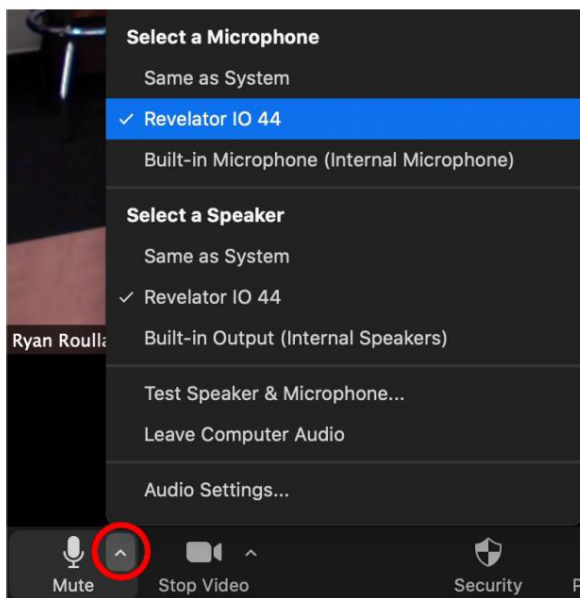 Select a Microphone
Same as System
✓ Revelator IO 44
Built-in Microphone (Internal Microphone)
Select a Speaker
Same as System
✓ Revelator IO 44
Built-in Output (Internal Speakers)
Ryan Roulla
Test Speaker & Microphone...
Leave Computer Audio
Audio Settings...
Mute
Stop Video
Security
P